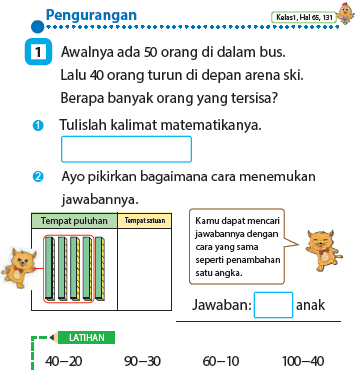 Pengurangan
Kelas1, Hal 65, 131
1 Awalnya ada 50 orang di dalam bus.
Lalu 40 orang turun di depan arena ski.
Berapa banyak orang yang tersisa?
1 Tulislah kalimat matematikanya.
2 Ayo pikirkan bagaimana cara menemukan
jawabannya.
Tempat puluhan Tempat satuan
Kamu dapat mencari
jawabannya dengan
cara yang sama
seperti penambahan
satu angka.
Jawaban: anak
LATIHAN
40−20 90−30 60−10 100−40